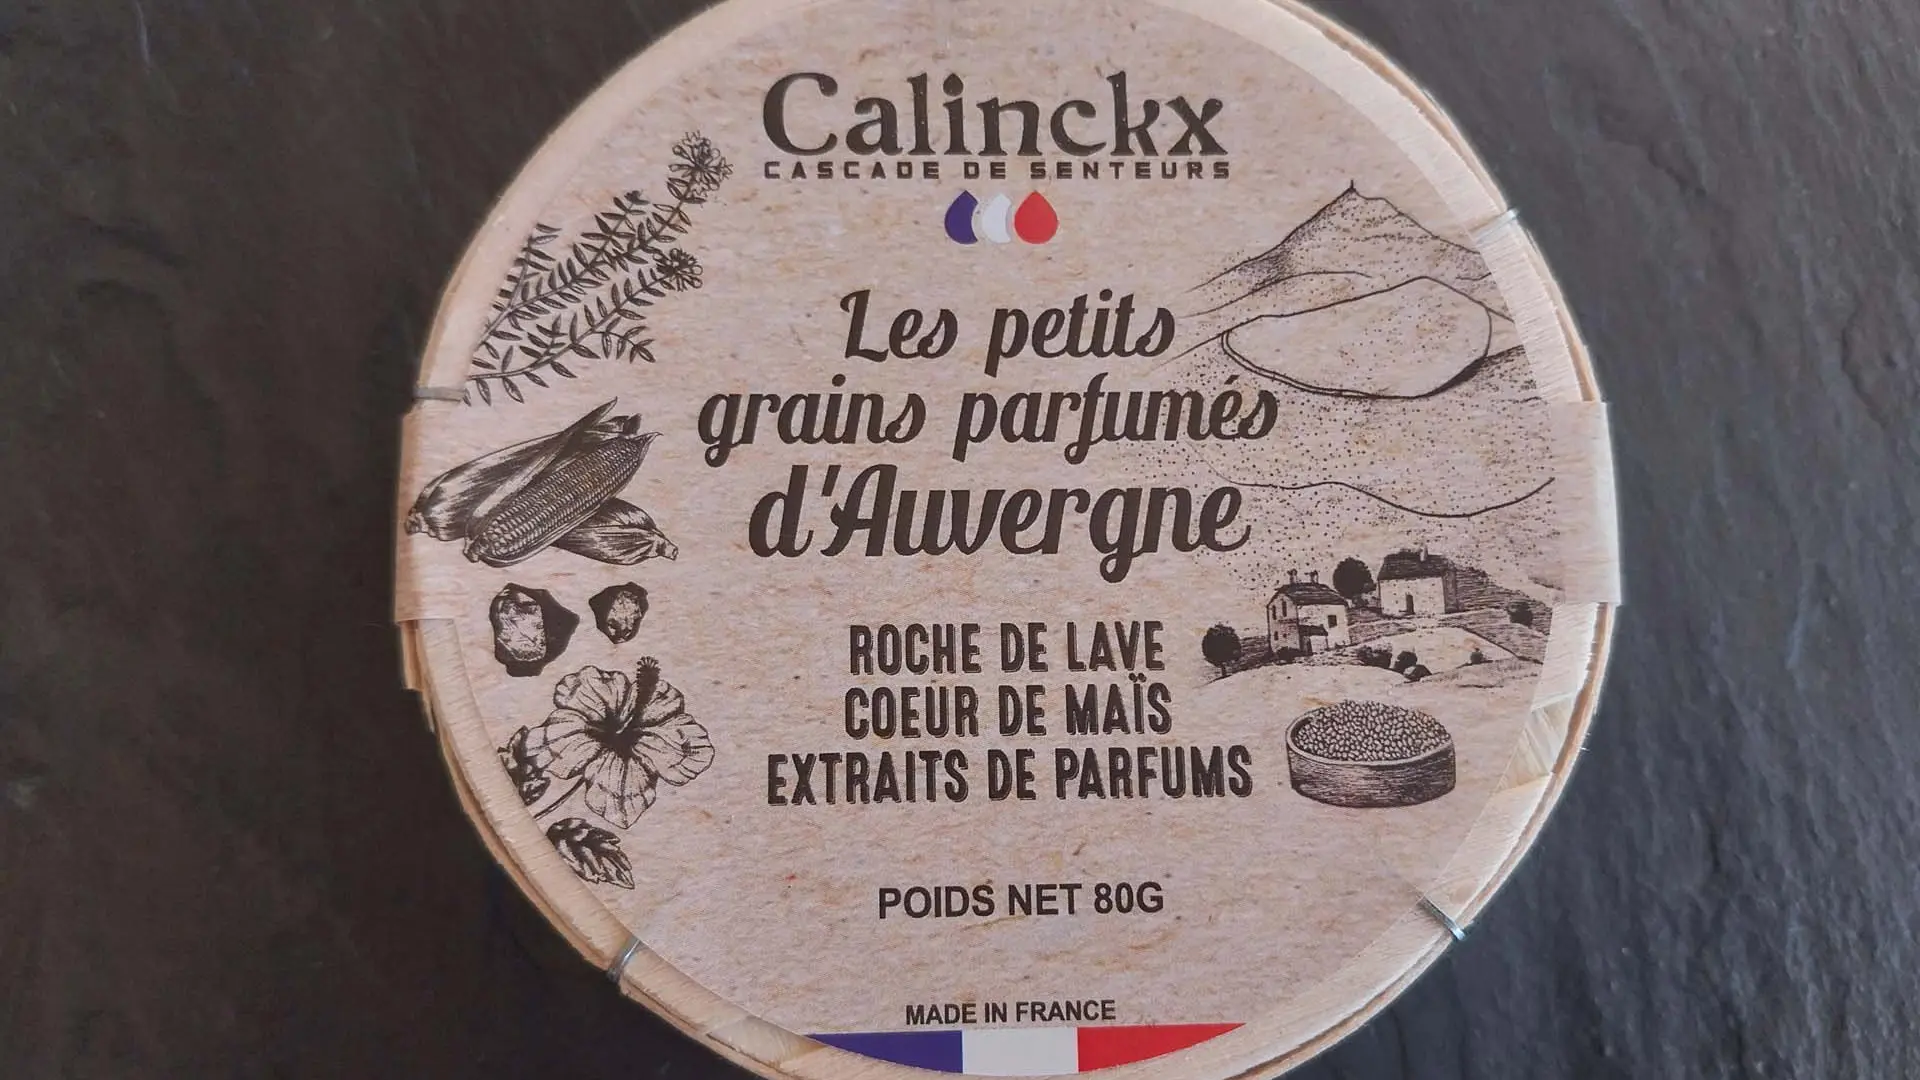 Calinckx
CASCADE DE SENTEURS
Les petits
grains parfumés
d'Auvergne
ROCHE DE LAVE
COEUR DE MAÏS
EXTRAITS DE PARFUMS
POIDS NET 80G
MADE IN FRANCE